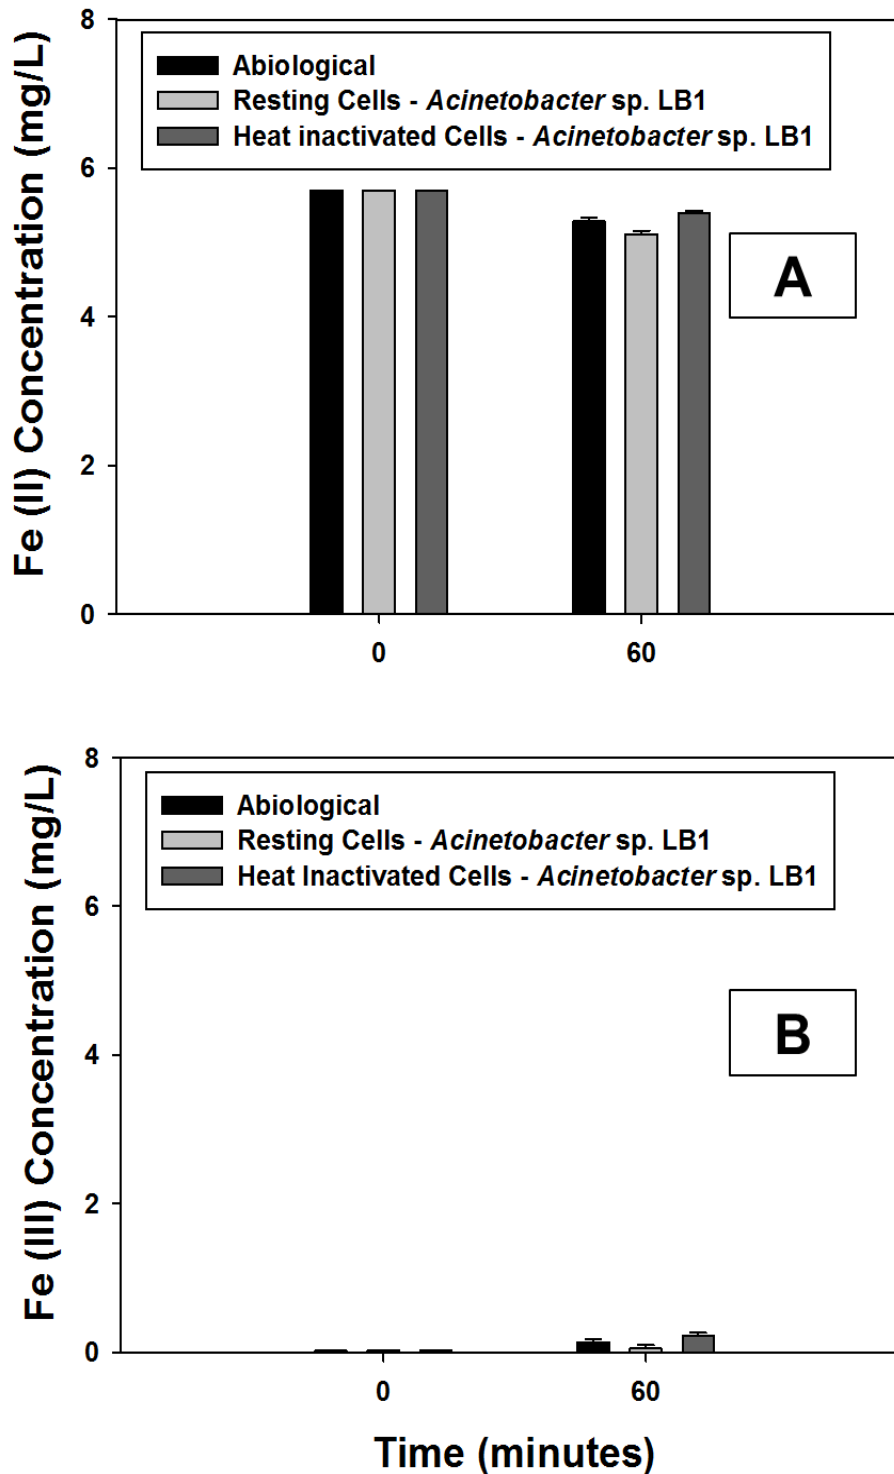 8
6
4
2
0
Fe (II) Concentration (mg/L)
Abiological
Resting Cells - Acinetobacter sp. LB1
Heat inactivated Cells - Acinetobacter sp. LB1
A
0 60
8
6
4
2
0
Fe (III) Concentration (mg/L)
Abiological
Resting Cells - Acinetobacter sp. LB1
Heat Inactivated Cells - Acinetobacter sp. LB1
B
0 60
Time (minutes)